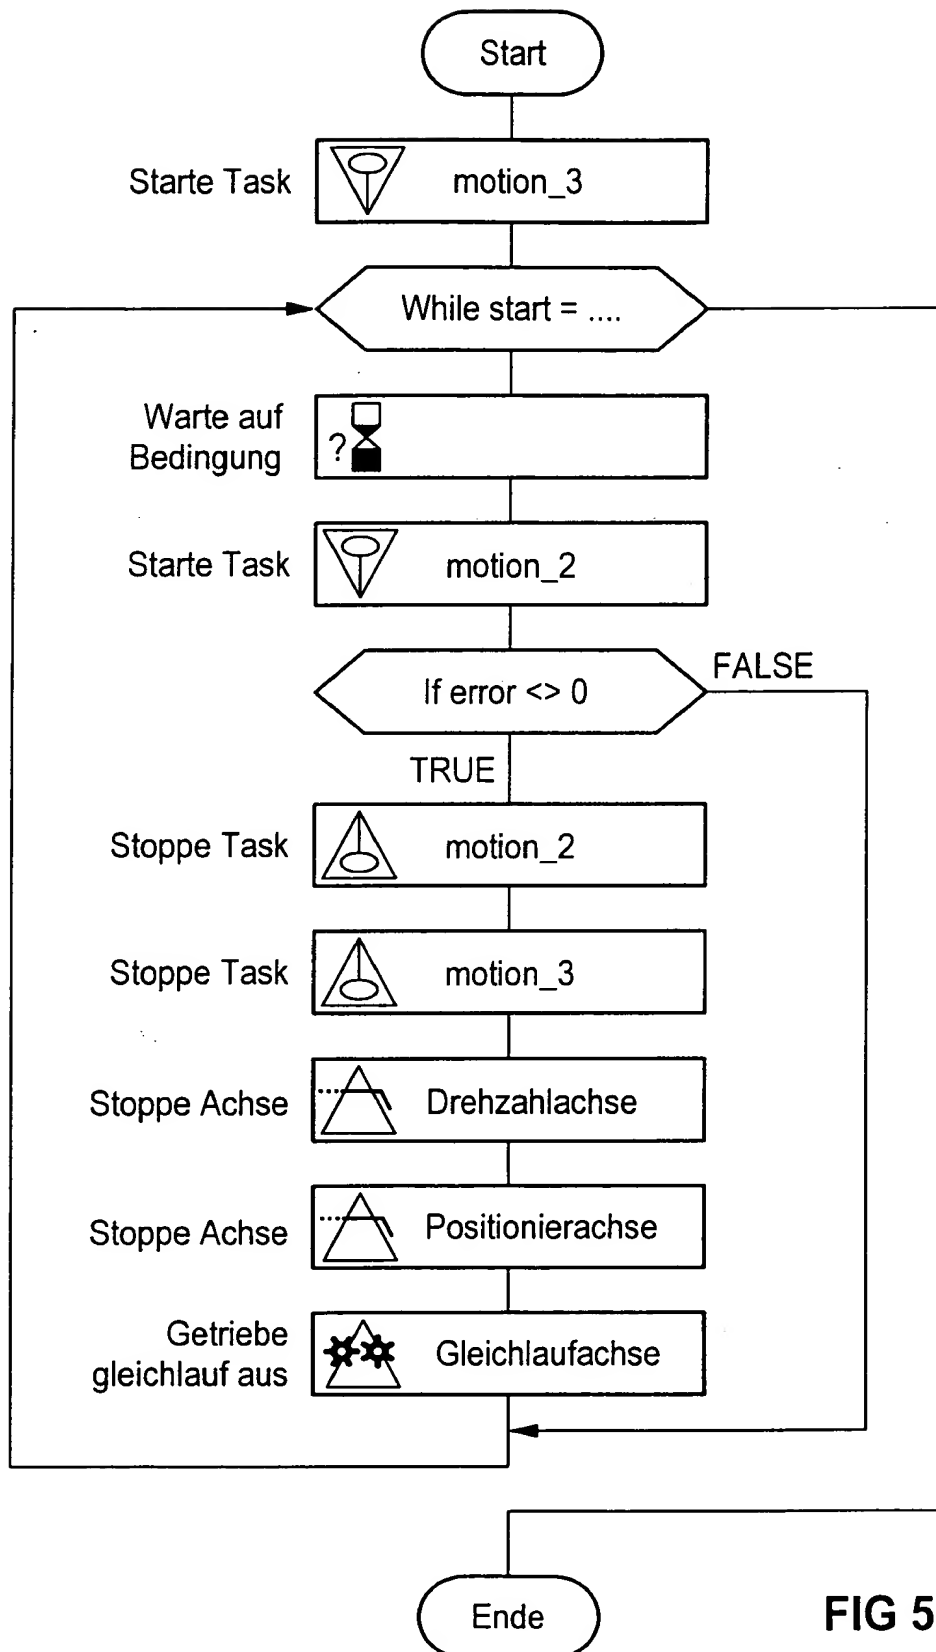 Start
Starte Task
motion_3
While start = ....
Warte auf
Bedingung
?
Starte Task
motion_2
If error <> 0
FALSE
TRUE
Stoppe Task
motion_2
Stoppe Task
motion_3
Stoppe Achse
Drehzahlachse
Stoppe Achse
Positionierachse
Getriebe
gleichlauf aus
Gleichlaufachse
Ende
FIG 5